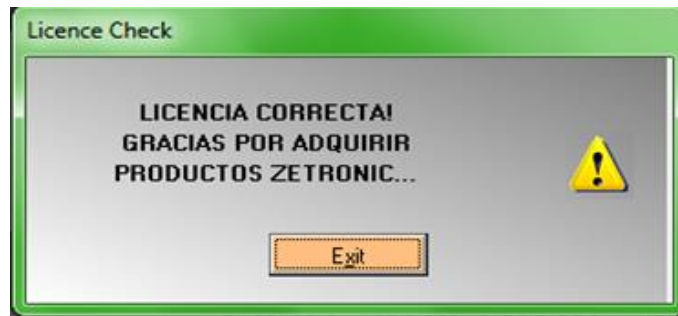 Licence Check
LICENCIA CORRECTA!
GRACIAS POR ADQUIRIR
PRODUCTOS ZETRONIC...
Exit